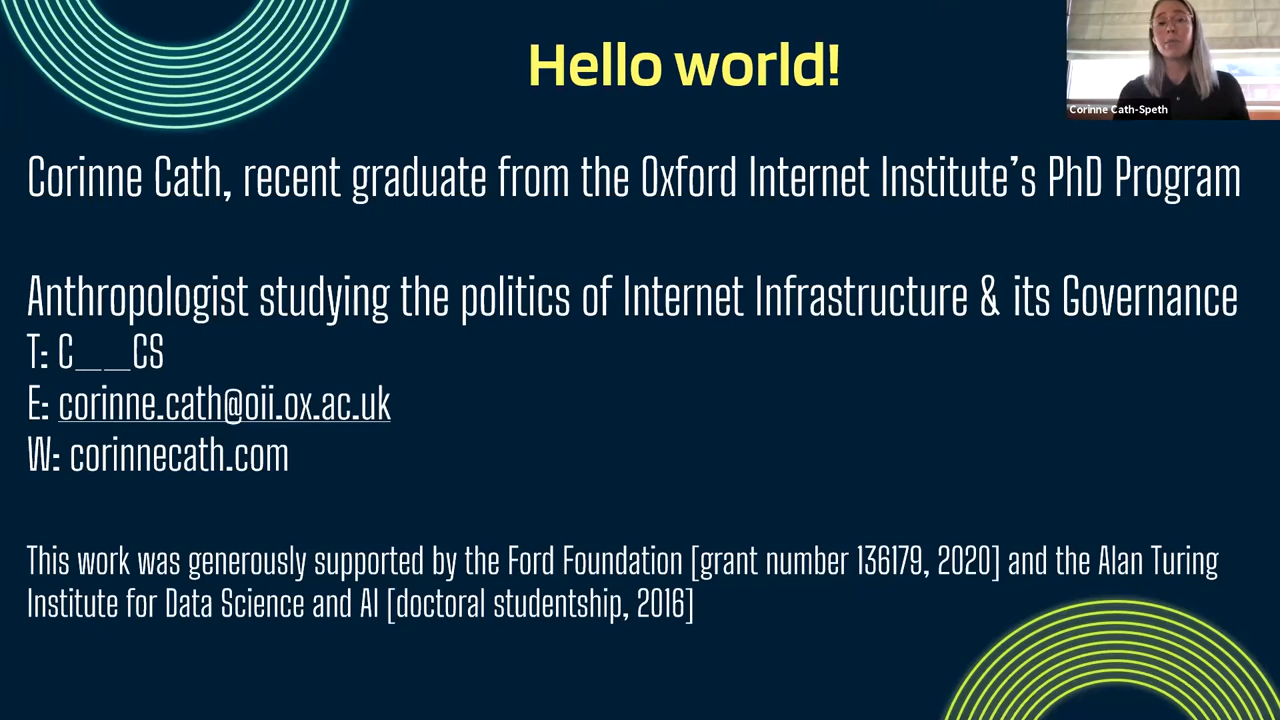 Hello world!
Corinne Cath-Speth
Corinne Cath, recent graduate from the Oxford Internet Institute’s PhD Program
Anthropologist studying the politics of Internet Infrastructure & its Governance
T: C__CS
E: corinne.cath@oii.ox.ac.uk
W: corinnecath.com
This work was generously supported by the Ford Foundation [grant number 136179, 2020] and the Alan Turing
Institute for Data Science and AI [doctoral studentship, 2016]